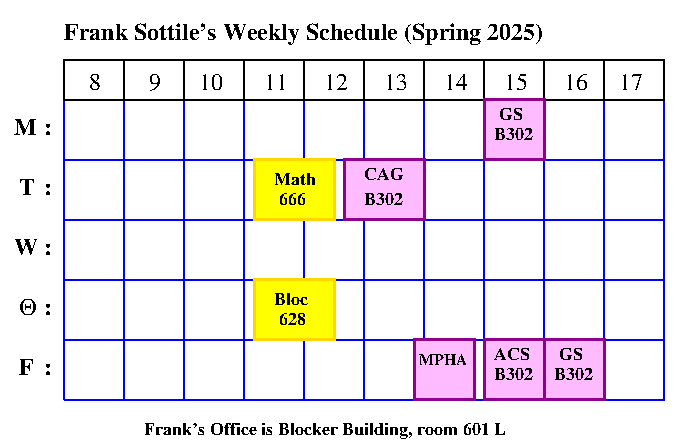 Frank Sottile's Weekly Schedule (Spring 2025)
8 9 10 11 12 13 14 15 16 17
M :
GS
B302
T :
Math
666
CAG
B302
W :
Θ :
Bloc
628
F :
MPHA
ACS
B302
GS
B302
Frank's Office is Blocker Building, room 601 L